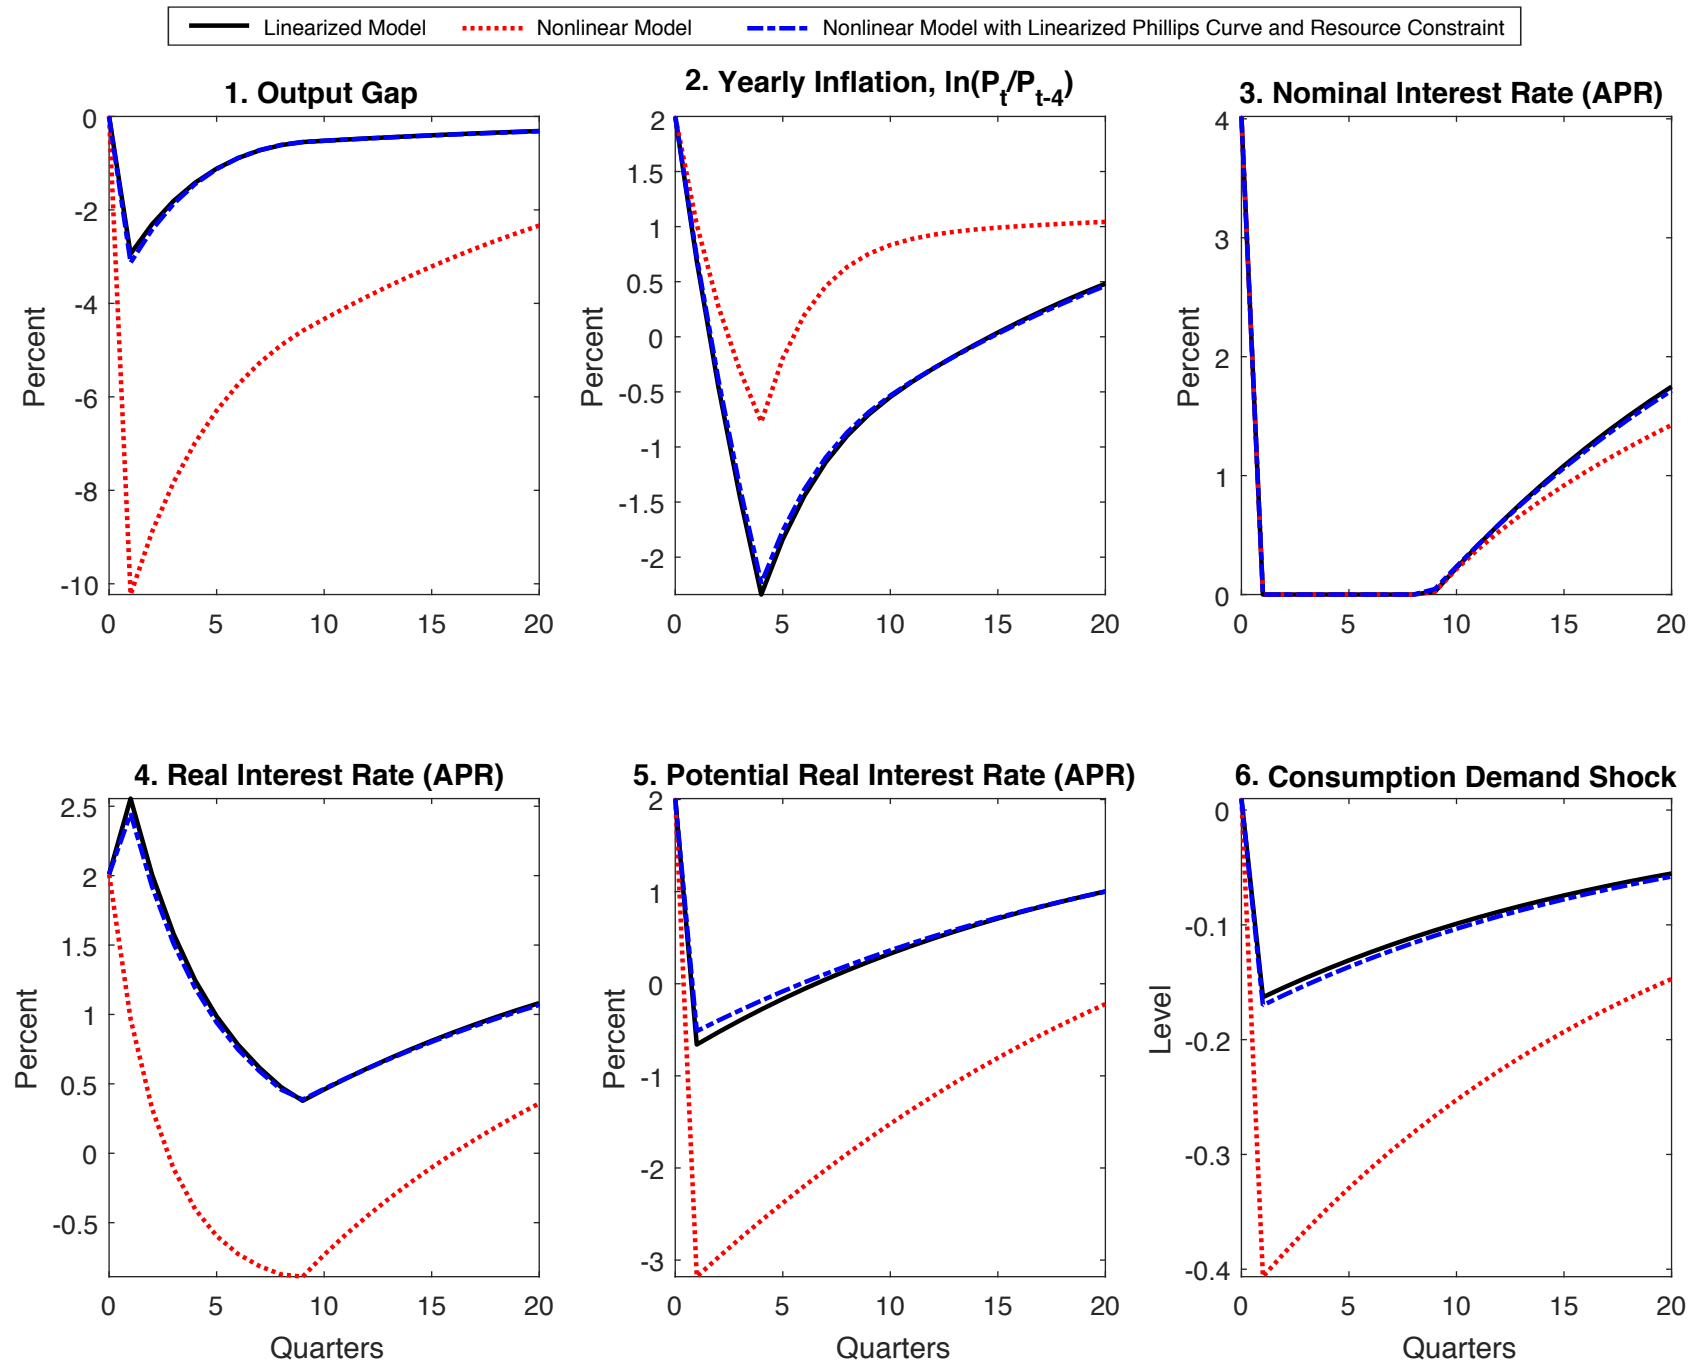 Linearized Model
Nonlinear Model
Nonlinear Model with Linearized Phillips Curve and Resource Constraint
1. Output Gap
0
-2
-4
-6
-8
-10
Percent
0 5 10 15 20
2. Yearly Inflation, ln(Pt/Pt-4)
2
1.5
1
0.5
0
-0.5
-1
-1.5
-2
Percent
0 5 10 15 20
3. Nominal Interest Rate (APR)
4
3
2
1
0
Percent
0 5 10 15 20
4. Real Interest Rate (APR)
2.5
2
1.5
1
0.5
0
-0.5
Percent
0 5 10 15 20
Quarters
5. Potential Real Interest Rate (APR)
2
1
0
-1
-2
-3
Percent
0 5 10 15 20
Quarters
6. Consumption Demand Shock
0
-0.1
-0.2
-0.3
-0.4
Level
0 5 10 15 20
Quarters